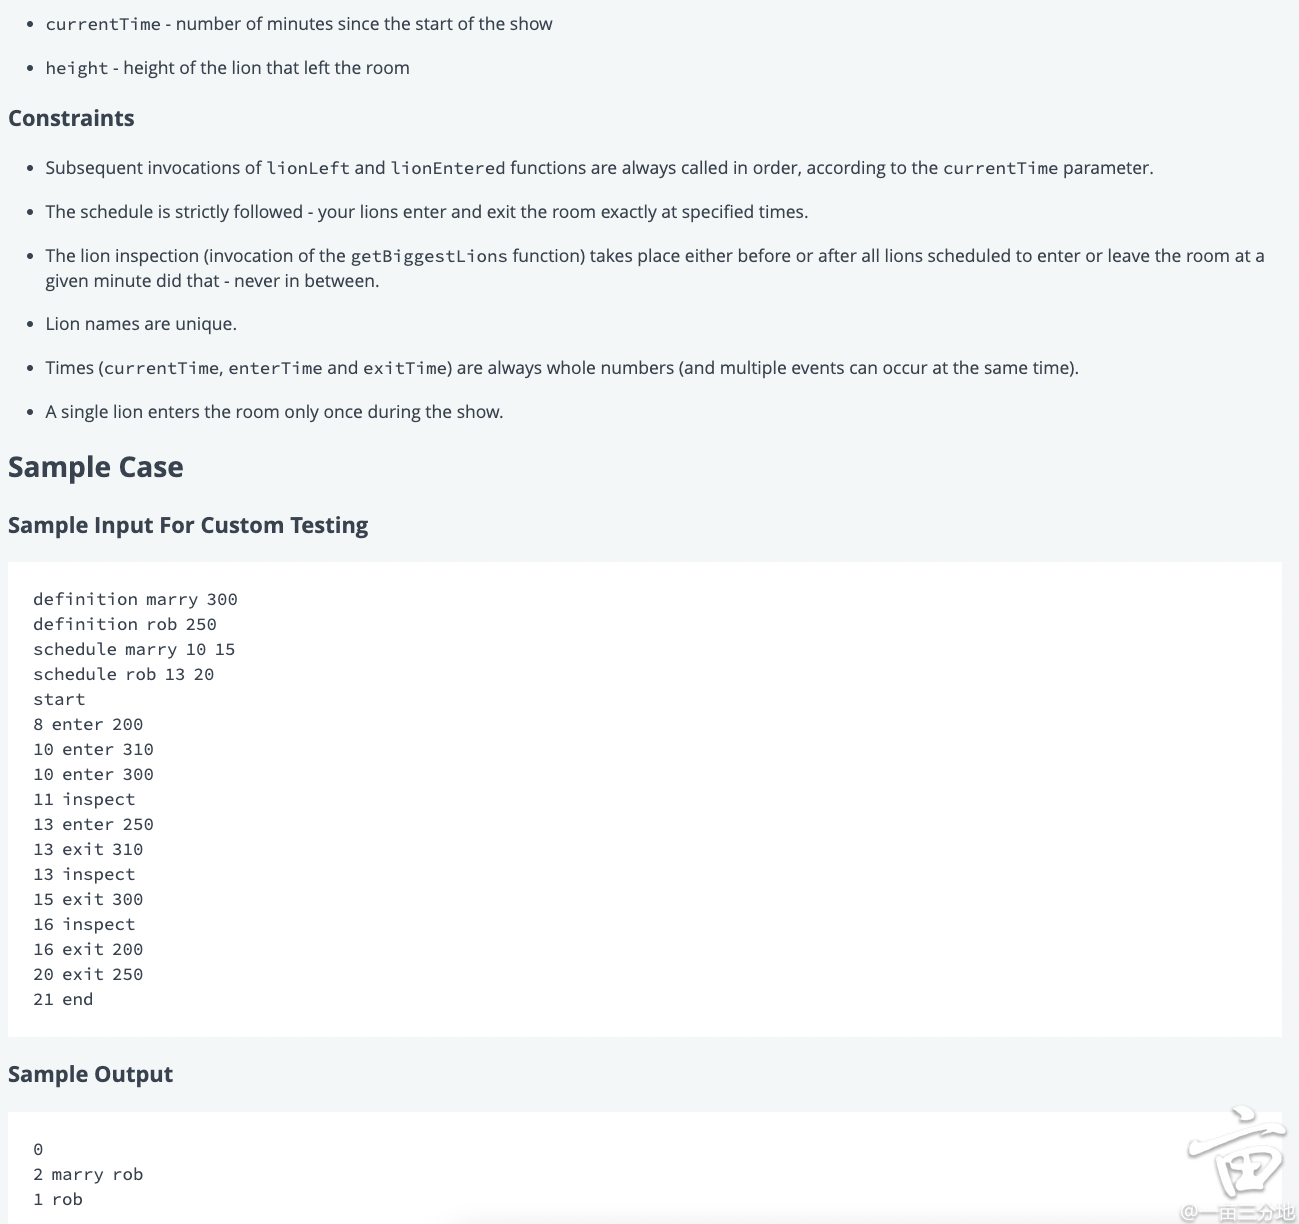 • currentTime - number of minutes since the start of the show
• height - height of the lion that left the room
Constraints
• Subsequent invocations of lionLeft and lionEntered functions are always called in order, according to the currentTime parameter.
• The schedule is strictly followed - your lions enter and exit the room exactly at specified times.
• The lion inspection (invocation of the getBiggestLions function) takes place either before or after all lions scheduled to enter or leave the room at a
given minute did that - never in between.
• Lion names are unique.
• Times (currentTime, enterTime and exitTime) are always whole numbers (and multiple events can occur at the same time).
• A single lion enters the room only once during the show.
Sample Case
Sample Input For Custom Testing
definition marry 300
definition rob 250
schedule marry 10 15
schedule rob 13 20
start
8 enter 200
10 enter 310
10 enter 300
11 inspect
13 enter 250
13 exit 310
13 inspect
15 exit 300
16 inspect
16 exit 200
20 exit 250
21 end
Sample Output
0
2 marry rob
1 rob
亩
@一亩三分地